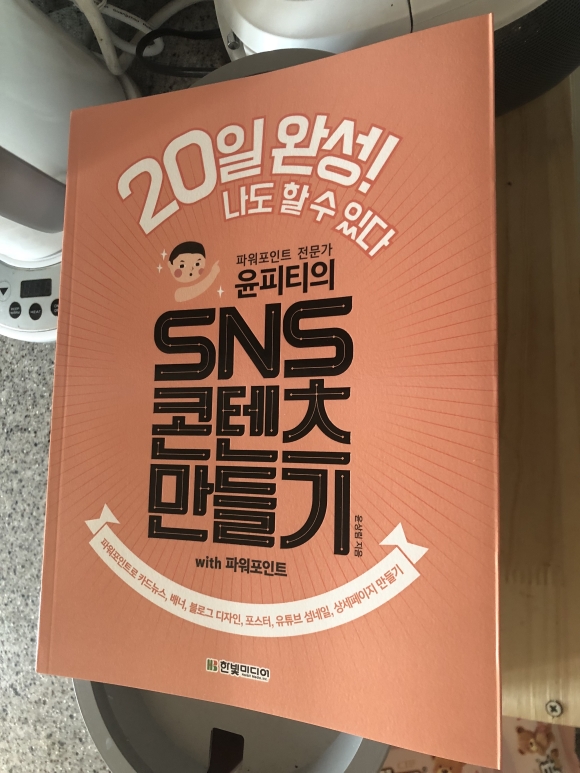 20일 완성!
나도 할 수 있다
파워포인트 전문가
윤피티의
SNS
콘텐츠
만들기
윤상림 지음
with 파워포인트
파워포인트로 카드뉴스, 배너, 블로그 디자인, 포스터, 유튜브 섬네일, 상세페이지 만들기
한빛미디어